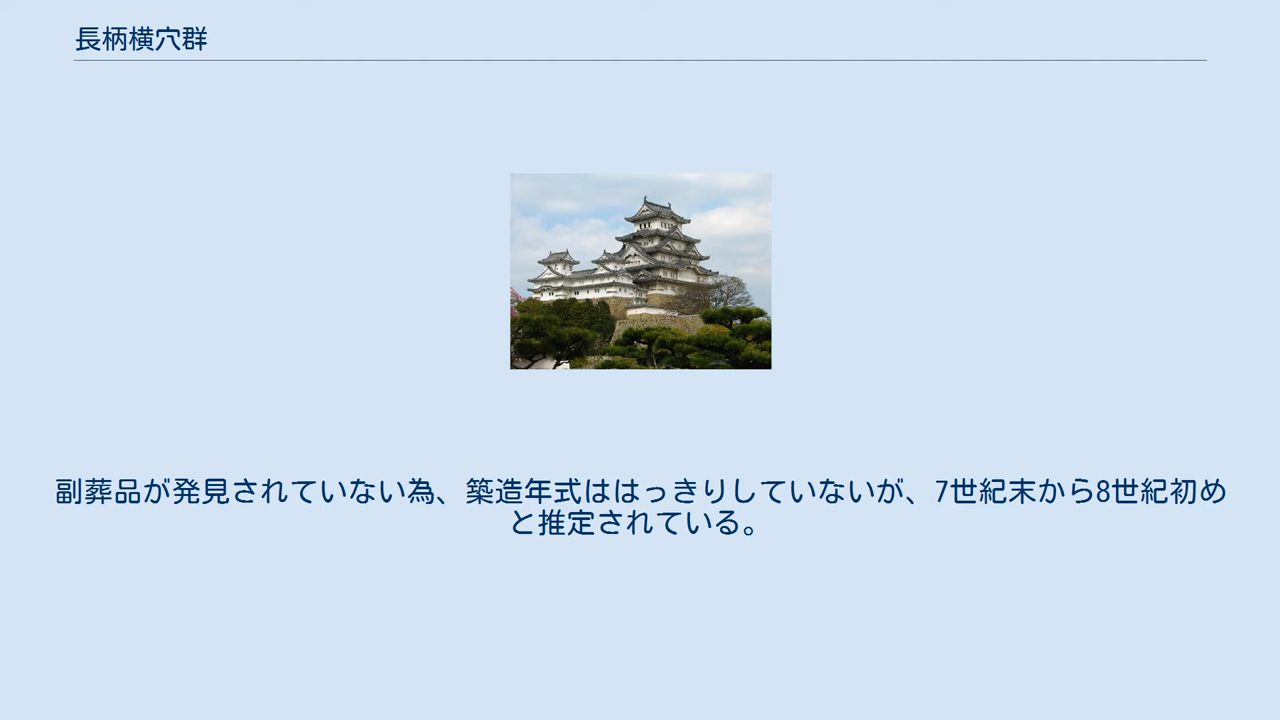 長柄横穴群
副葬品が発見されていない為、築造年式ははっきりしていないが、7世紀末から8世紀初め
と推定されている。